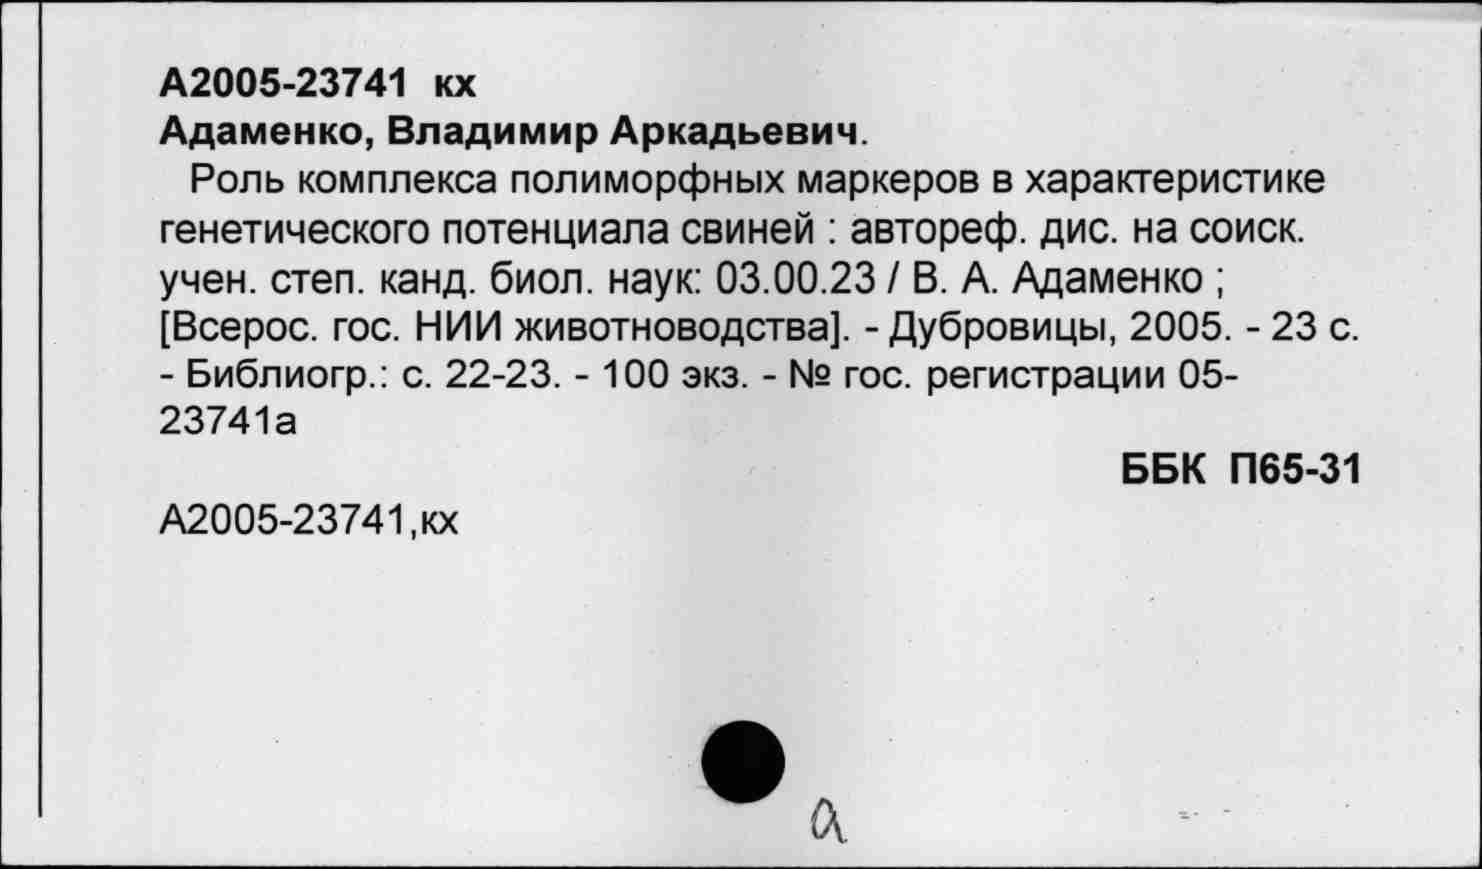 А2005-23741 кх
Адаменко, Владимир Аркадьевич.
Роль комплекса полиморфных маркеров в характеристике
генетического потенциала свиней : автореф. дис. на соиск.
учен. степ. канд. биол. наук: 03.00.23 / В. А. Адаменко ;
[Всерос. гос. НИИ животноводства]. - Дубровицы, 2005. - 23 с.
- Библиогр.: с. 22-23. - 100 экз. - № гос. регистрации 05-
23741а
ББК П65-31
А2005-23741,кх
а